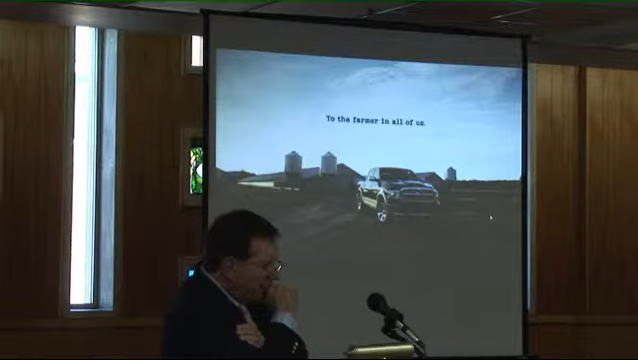 To the farmer in all of us.